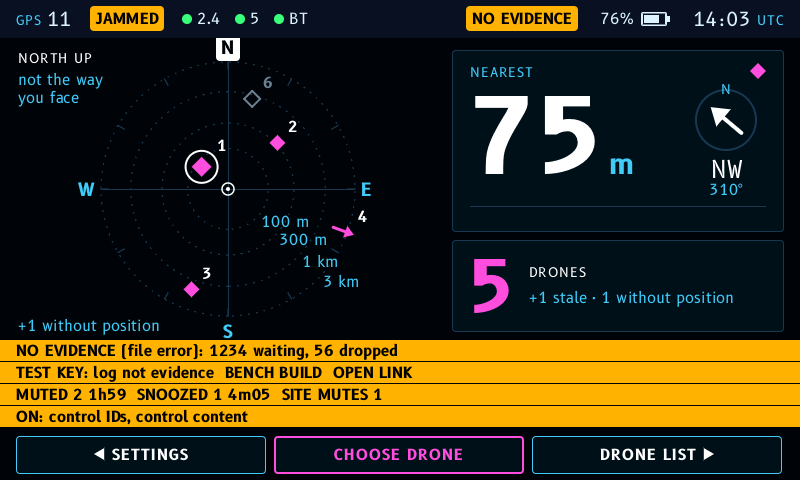 GPS 11 JAMMED 2.4 5 BT NO EVIDENCE 76% 14:03 UTC
NORTH UP
not the way
you face
N
6
2
1
W
E
4
100 m
300 m
1 km
3 km
3
S
+1 without position
NEAREST
75 m
N
NW
310°
5 DRONES
+1 stale · 1 without position
NO EVIDENCE [file error]: 1234 waiting, 56 dropped
TEST KEY: log not evidence BENCH BUILD OPEN LINK
MUTED 2 1h59 SNOOZED 1 4m05 SITE MUTES 1
ON: control IDs, control content
◀ SETTINGS CHOOSE DRONE DRONE LIST ▶